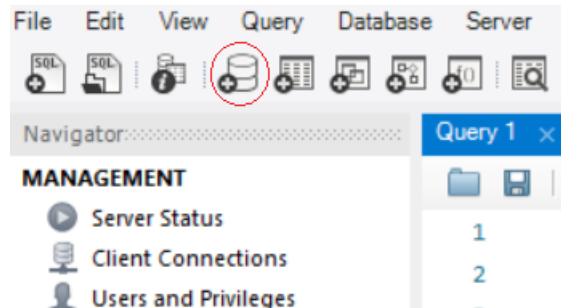 File Edit View Query Database Server
SQL SQL
Navigator
Query 1
MANAGEMENT
Server Status
1
Client Connections
2
Users and Privileges